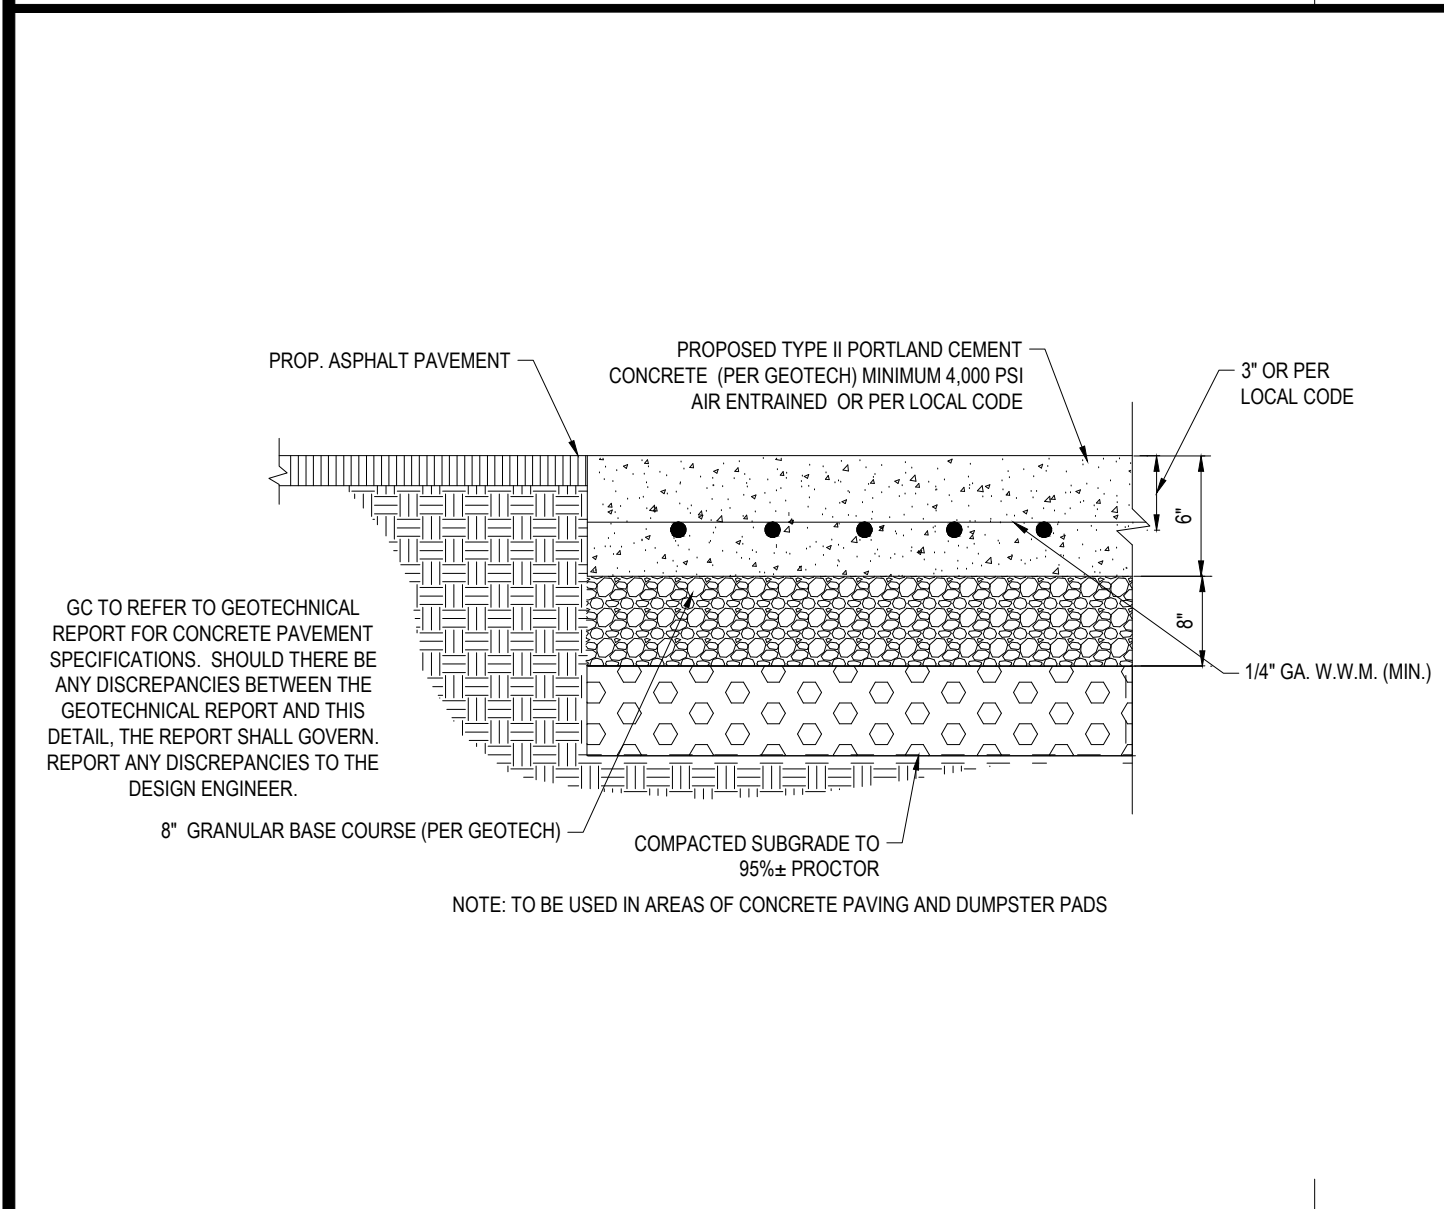 PROP. ASPHALT PAVEMENT
PROPOSED TYPE II PORTLAND CEMENT
CONCRETE (PER GEOTECH) MINIMUM 4,000 PSI
AIR ENTRAINED OR PER LOCAL CODE
3" OR PER
LOCAL CODE
6"
8"
GC TO REFER TO GEOTECHNICAL
REPORT FOR CONCRETE PAVEMENT
SPECIFICATIONS. SHOULD THERE BE
ANY DISCREPANCIES BETWEEN THE
GEOTECHNICAL REPORT AND THIS
DETAIL, THE REPORT SHALL GOVERN.
REPORT ANY DISCREPANCIES TO THE
DESIGN ENGINEER.
1/4" GA. W.W.M. (MIN.)
8" GRANULAR BASE COURSE (PER GEOTECH)
COMPACTED SUBGRADE TO
95%± PROCTOR
NOTE: TO BE USED IN AREAS OF CONCRETE PAVING AND DUMPSTER PADS